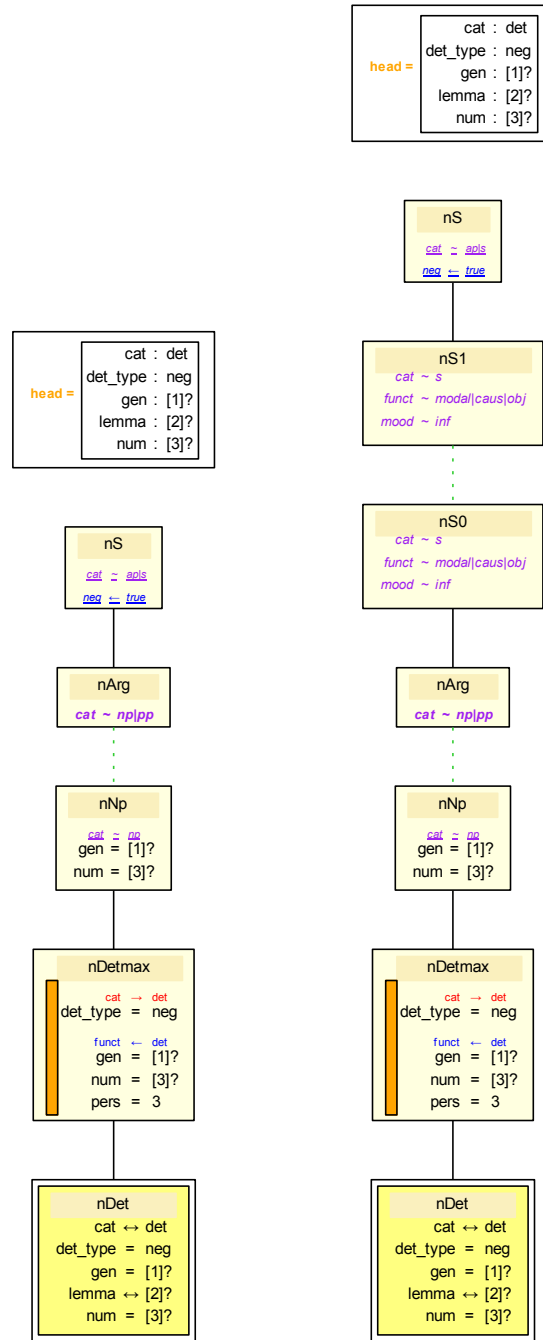 cat : det
det_type : neg
head =
gen : [1]?
lemma : [2]?
num : [3]?
nS
cat ~ ap|s
neg ← true
nArg
cat ~ np|pp
nNp
cat ~ np
gen = [1]?
num = [3]?
nDetmax
cat → det
det_type = neg
funct ← det
gen = [1]?
num = [3]?
pers = 3
nDet
cat ↔ det
det_type = neg
gen = [1]?
lemma ↔ [2]?
num = [3]?
cat : det
det_type : neg
head =
gen : [1]?
lemma : [2]?
num : [3]?
nS
cat ~ ap|s
neg ← true
nS1
cat ~ s
funct ~ modal|caus|obj
mood ~ inf
nS0
cat ~ s
funct ~ modal|caus|obj
mood ~ inf
nArg
cat ~ np|pp
nNp
cat ~ np
gen = [1]?
num = [3]?
nDetmax
cat → det
det_type = neg
funct ← det
gen = [1]?
num = [3]?
pers = 3
nDet
cat ↔ det
det_type = neg
gen = [1]?
lemma ↔ [2]?
num = [3]?